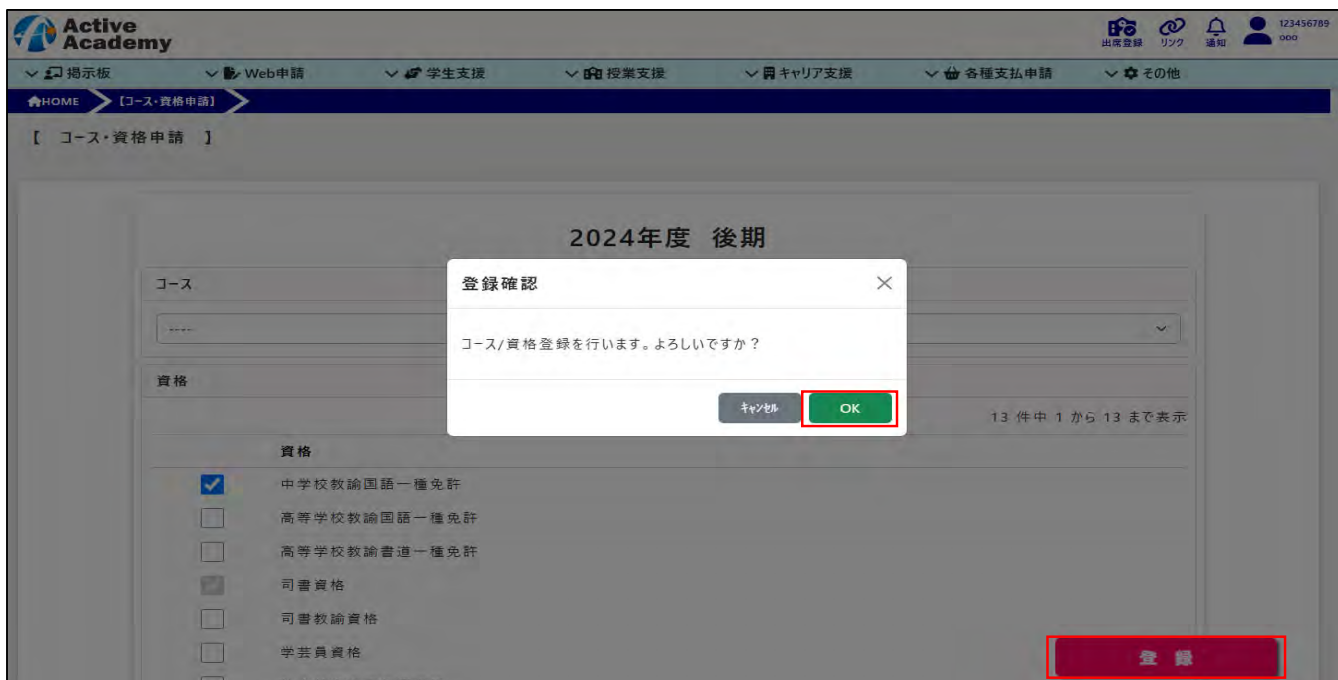 Active
Academy
出席登録
リンク
通知
123456789
ooo
掲示板
Web申請
学生支援
授業支援
キャリア支援
各種支払申請
その他
HOME
【コース・資格申請】
【 コース・資格申請 】
2024年度 後期
コース
----
登録確認
コース/資格登録を行います。よろしいですか？
キャンセル
OK
資格
13 件中 1 から 13 まで表示
資格
中学校教諭国語一種免許
高等学校教諭国語一種免許
高等学校教諭書道一種免許
司書資格
司書教諭資格
学芸員資格
登録